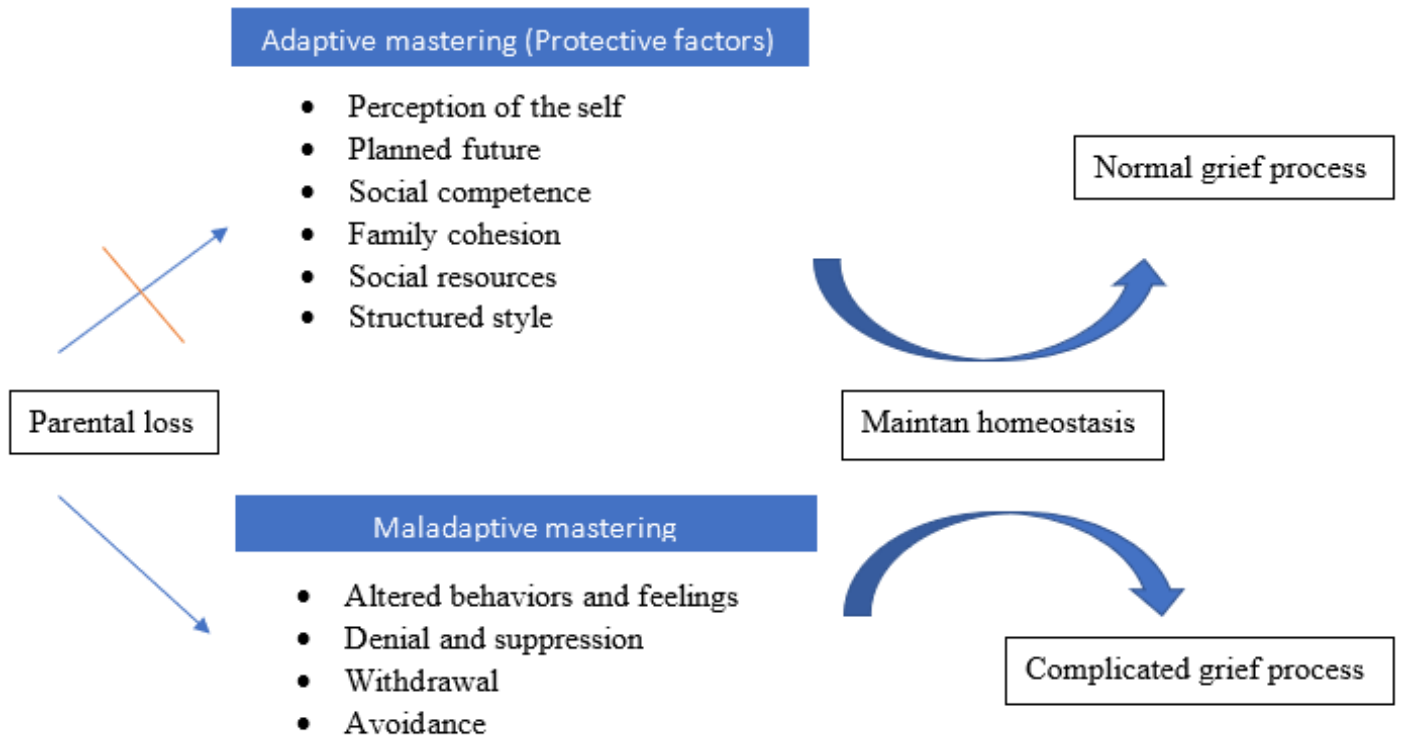 Adaptive mastering (Protective factors)
• Perception of the self
• Planned future
• Social competence
• Family cohesion
• Social resources
• Structured style
Normal grief process
Parental loss
Maintan homeostasis
Maladaptive mastering
• Altered behaviors and feelings
• Denial and suppression
• Withdrawal
• Avoidance
Complicated grief process